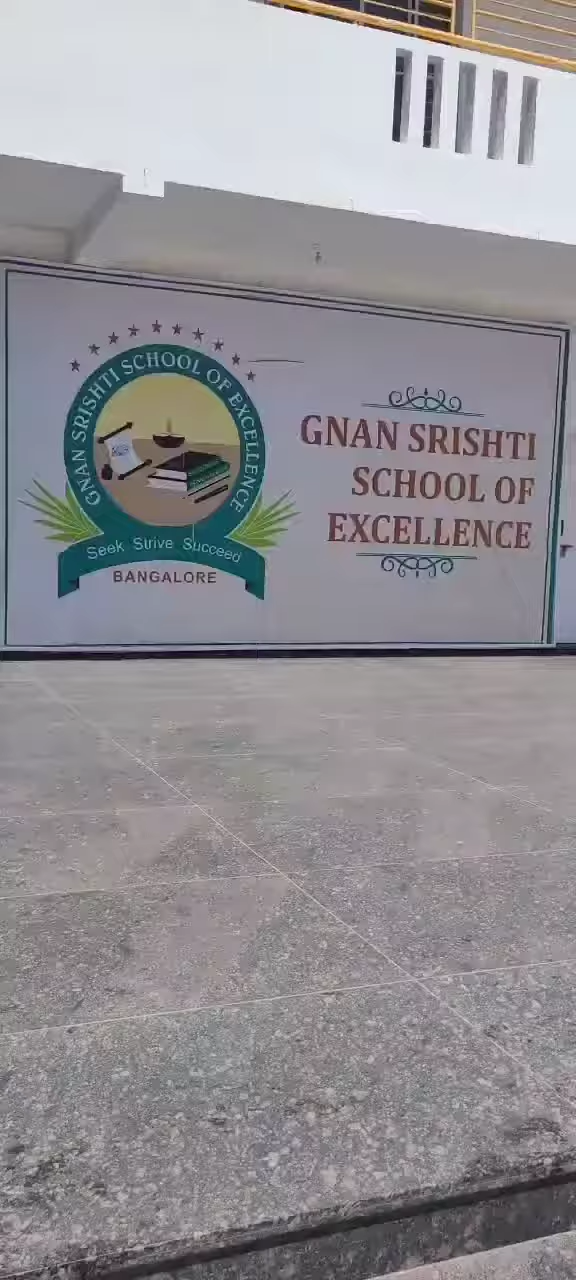 GNAN SRISHTI SCHOOL OF EXCELLENCE
Seek Strive Succeed
BANGALORE
GNAN SRISHTI
SCHOOL OF
EXCELLENCE